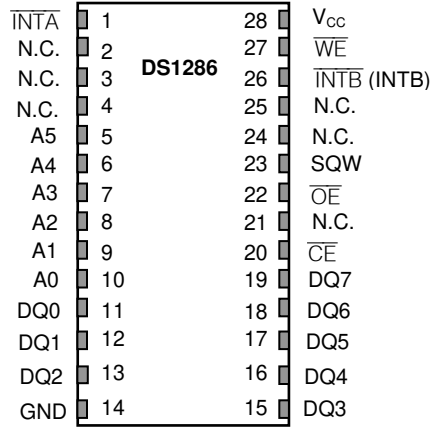 INTA 1 28 VCC
N.C. 2 27 WE
N.C. 3 DS1286 26 INTB (INTB)
N.C. 4 25 N.C.
A5 5 24 N.C.
A4 6 23 SQW
A3 7 22 OE
A2 8 21 N.C.
A1 9 20 CE
A0 10 19 DQ7
DQ0 11 18 DQ6
DQ1 12 17 DQ5
DQ2 13 16 DQ4
GND 14 15 DQ3